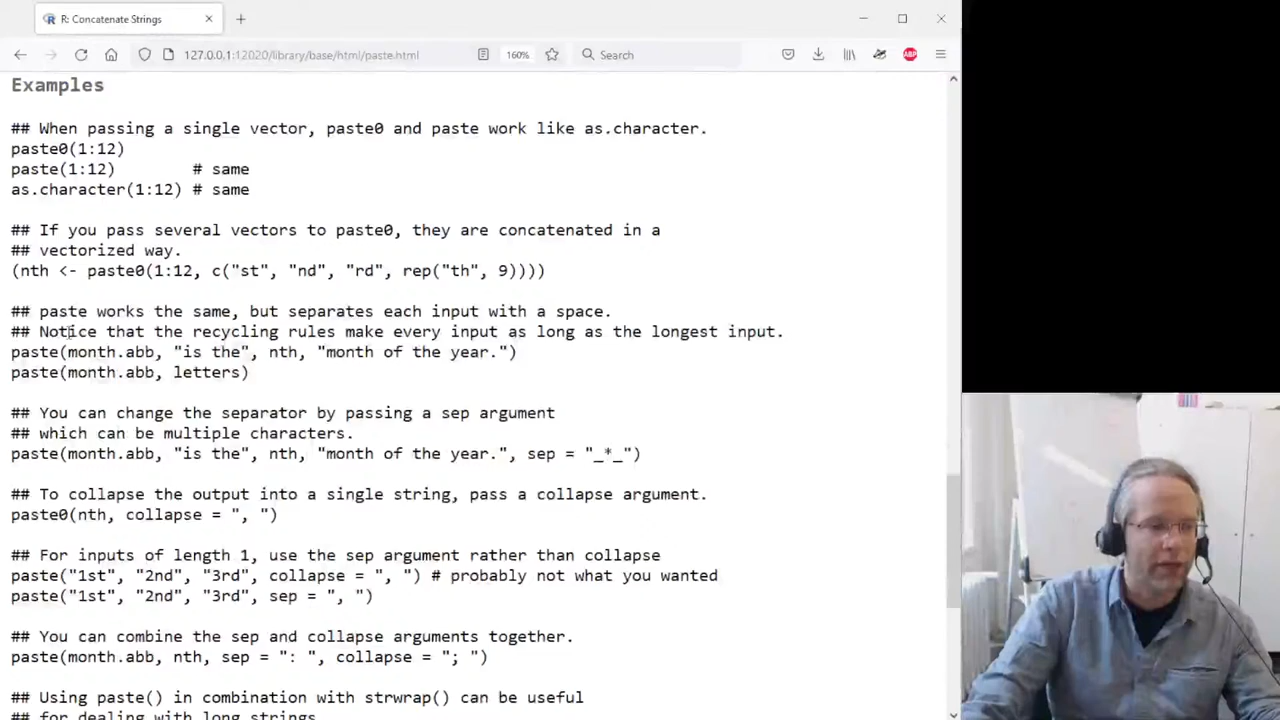 R: Concatenate Strings
127.0.0.1:12020/library/base/html/paste.html
160%
Search
ABP
Examples
## When passing a single vector, paste0 and paste work like as.character.
paste0(1:12)
paste(1:12)        # same
as.character(1:12) # same
## If you pass several vectors to paste0, they are concatenated in a
## vectorized way.
(nth <- paste0(1:12, c("st", "nd", "rd", rep("th", 9))))
## paste works the same, but separates each input with a space.
## Notice that the recycling rules make every input as long as the longest input.
paste(month.abb, "is the", nth, "month of the year.")
paste(month.abb, letters)
## You can change the separator by passing a sep argument
## which can be multiple characters.
paste(month.abb, "is the", nth, "month of the year.", sep = "_*_")
## To collapse the output into a single string, pass a collapse argument.
paste0(nth, collapse = ", ")
## For inputs of length 1, use the sep argument rather than collapse
paste("1st", "2nd", "3rd", collapse = ", ") # probably not what you wanted
paste("1st", "2nd", "3rd", sep = ", ")
## You can combine the sep and collapse arguments together.
paste(month.abb, nth, sep = ": ", collapse = "; ")
## Using paste() in combination with strwrap() can be useful
## for dealing with long strings.